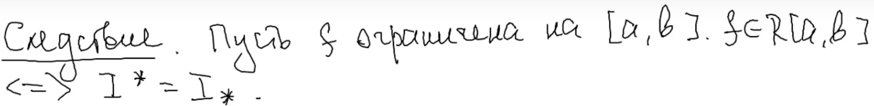 Следствие. Пусть f ограничена на [a, b]. f∈R[a, b]
<=> I* = I*.